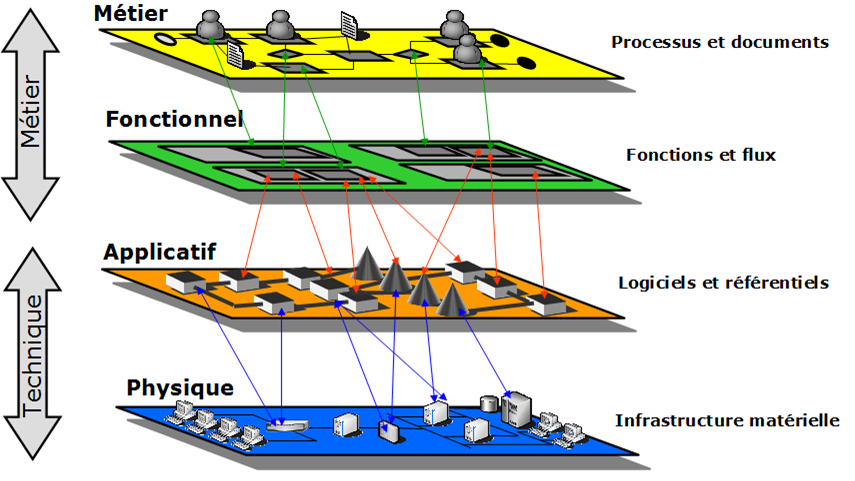 Métier
Processus et documents
Métier
Fonctionnel
Fonctions et flux
Applicatif
Logiciels et référentiels
Technique
Physique
Infrastructure matérielle